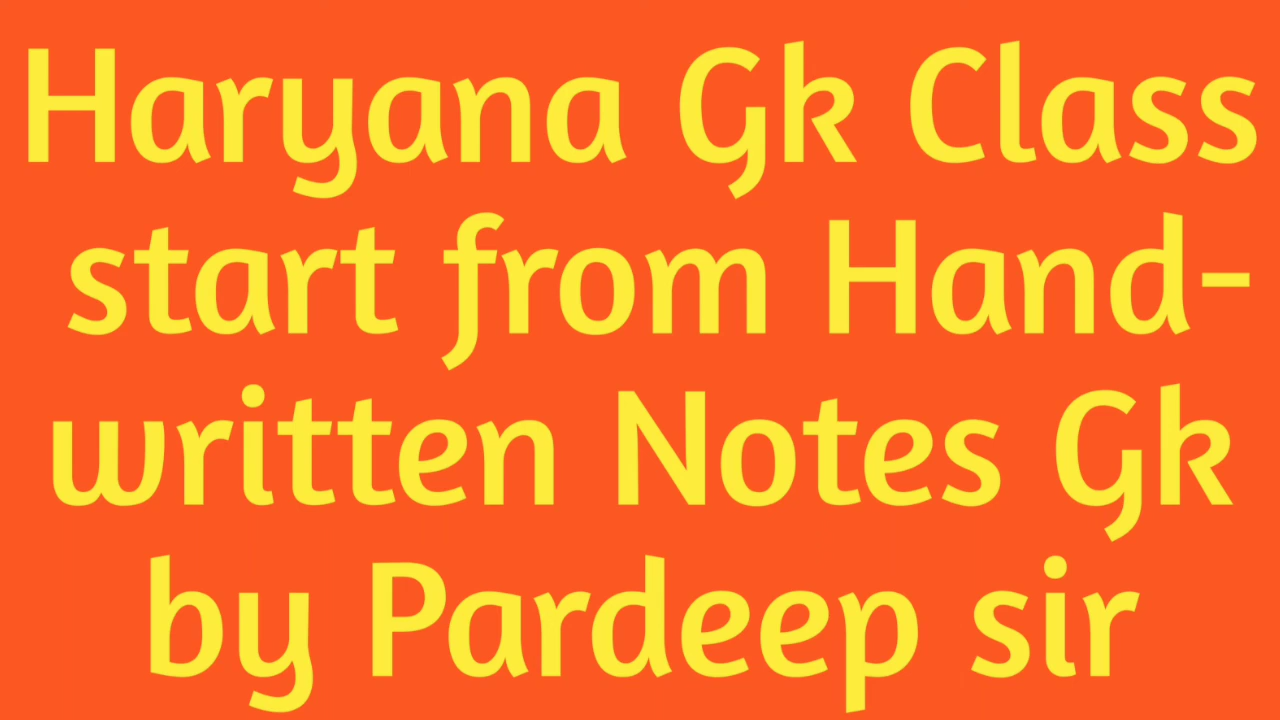 Haryana Gk Class
start from Hand-
written Notes Gk
by Pardeep sir